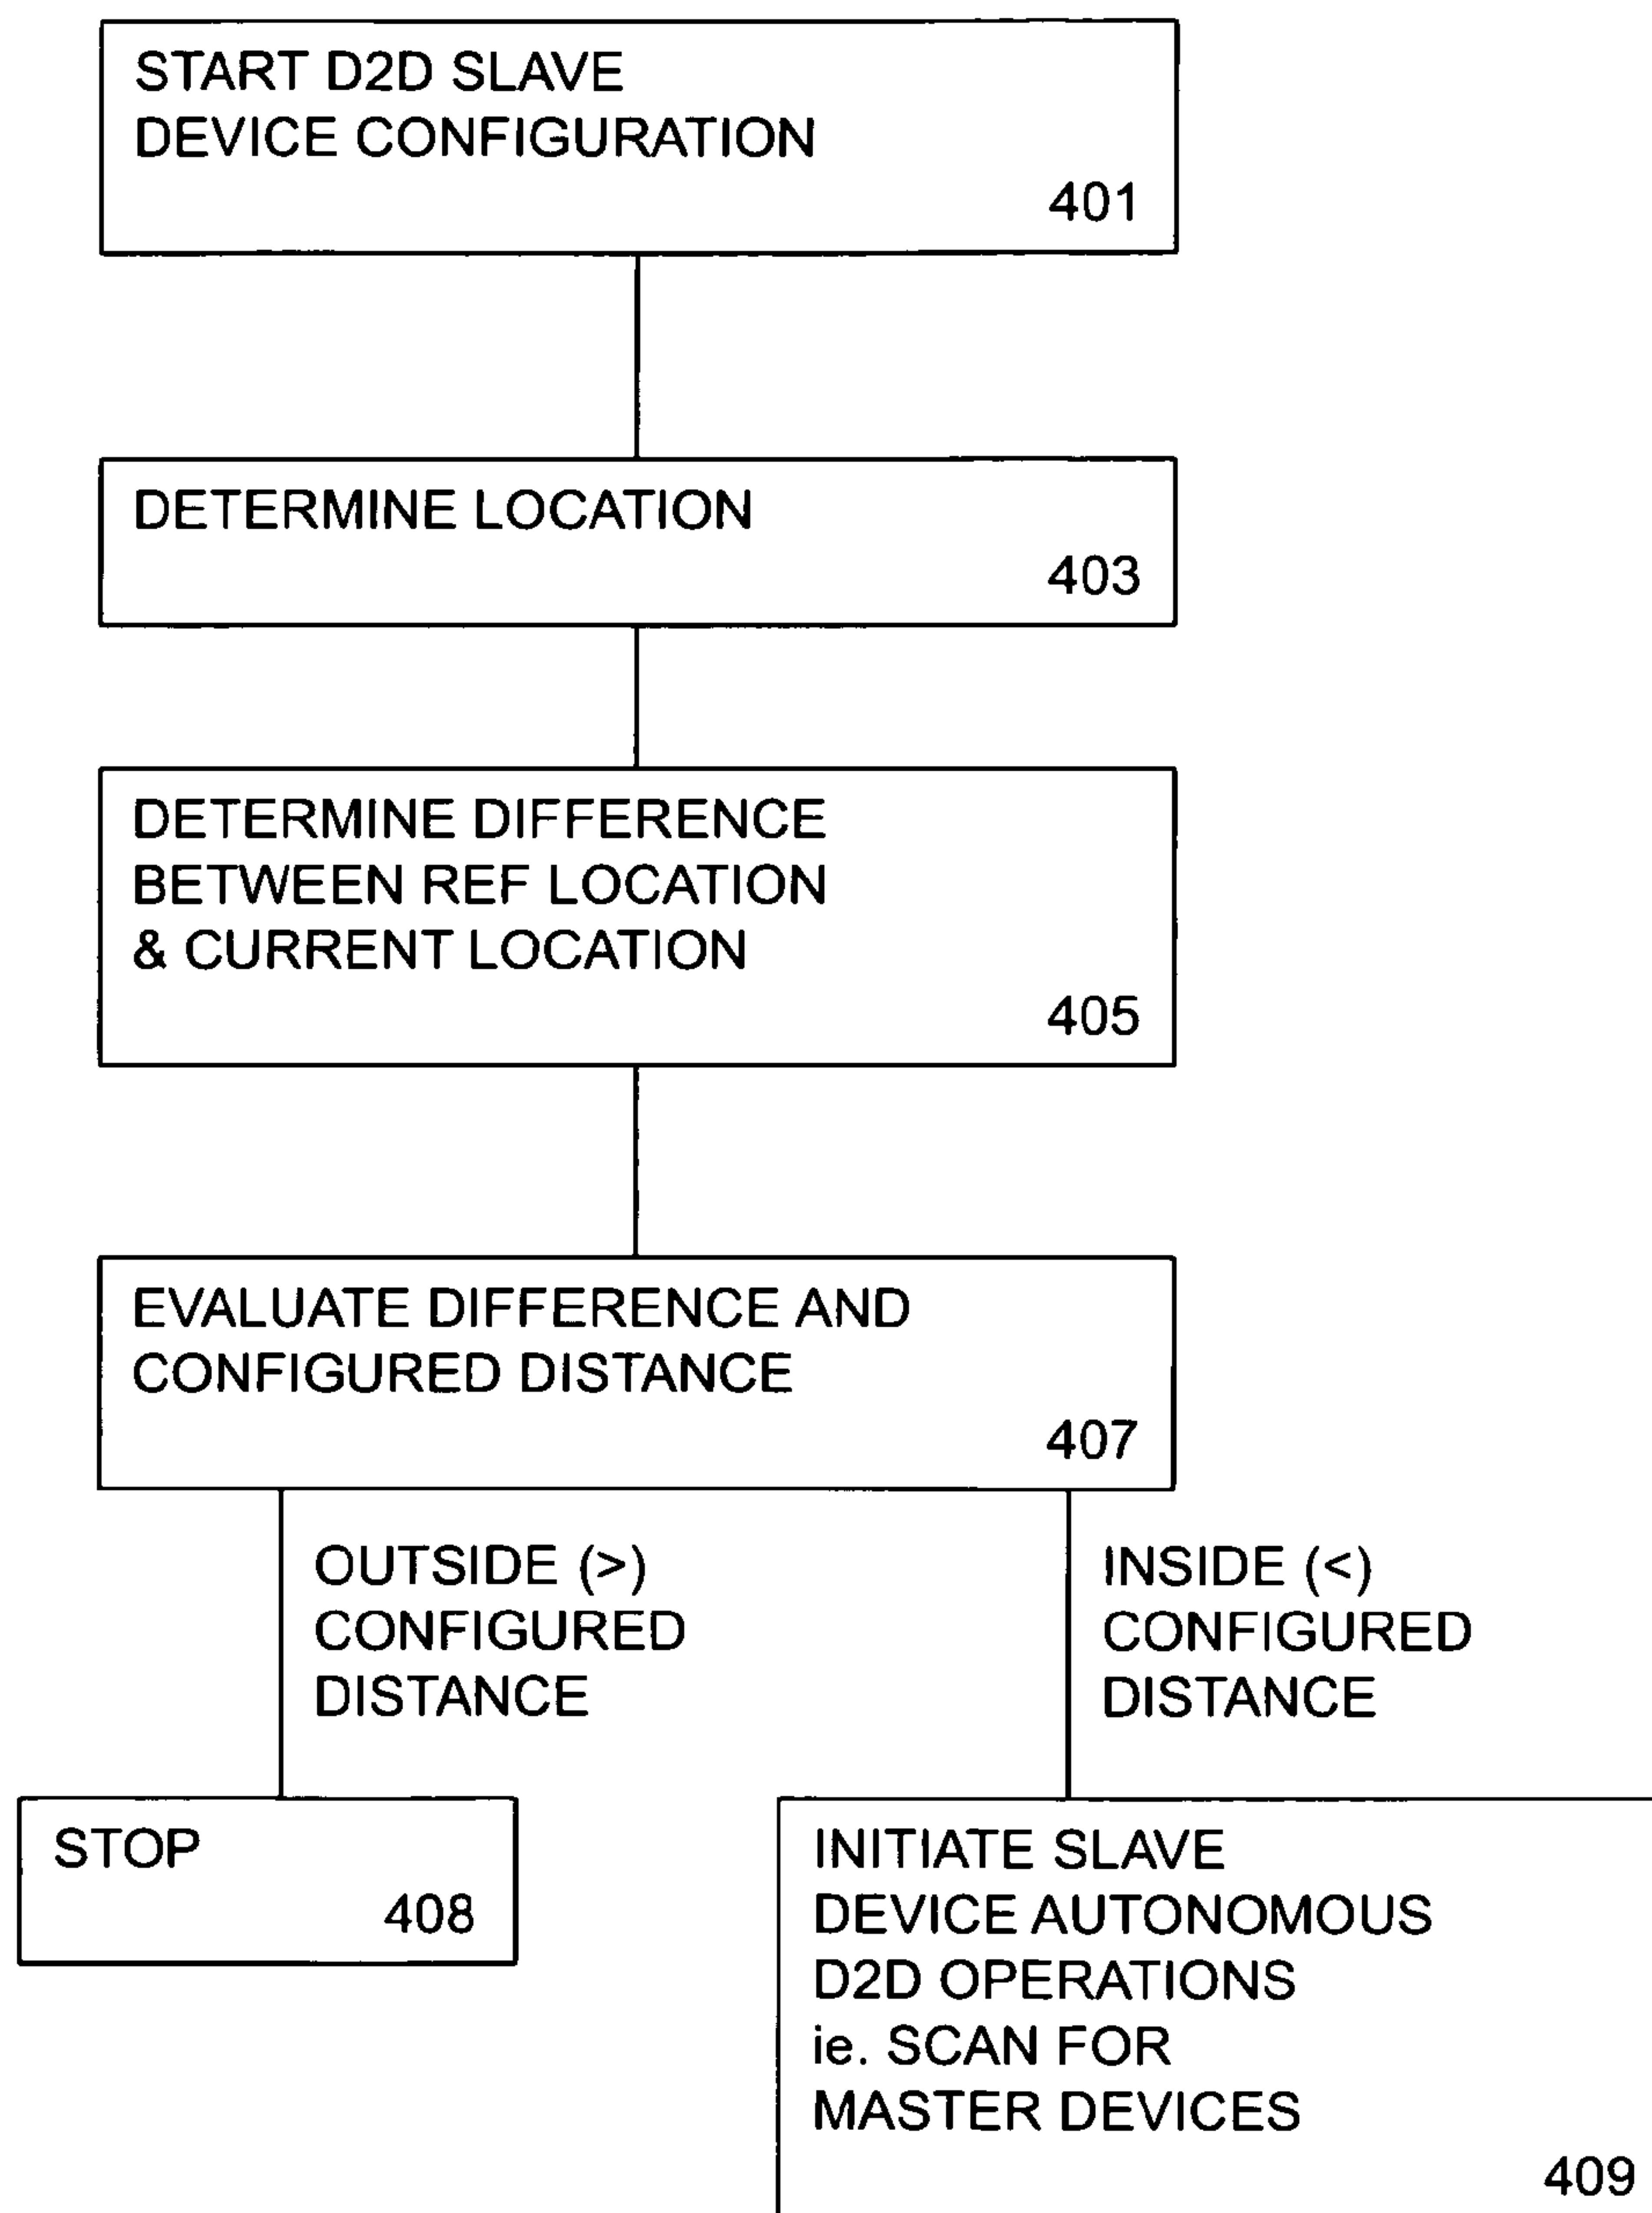 START D2D SLAVE
DEVICE CONFIGURATION
401
DETERMINE LOCATION
403
DETERMINE DIFFERENCE
BETWEEN REF LOCATION
& CURRENT LOCATION
405
EVALUATE DIFFERENCE AND
CONFIGURED DISTANCE
407
OUTSIDE (>)
CONFIGURED
DISTANCE
INSIDE (<)
CONFIGURED
DISTANCE
STOP
408
INITIATE SLAVE
DEVICE AUTONOMOUS
D2D OPERATIONS
ie. SCAN FOR
MASTER DEVICES
409